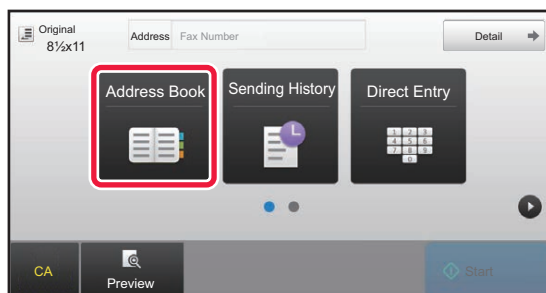 Original
8½x11
Address
Fax Number
Detail
Address Book
Sending History
Direct Entry
1 2 3
4 5 6
7 8 9
0
CA
Preview
Start